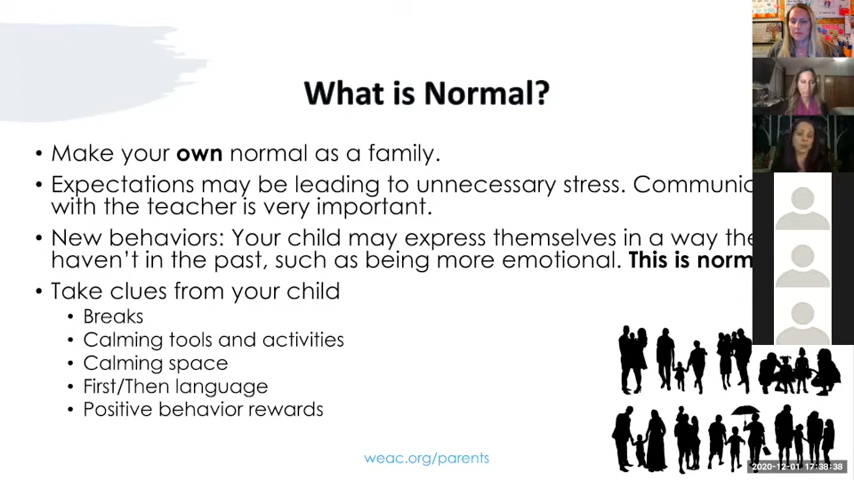 What is Normal?
• Make your own normal as a family.
• Expectations may be leading to unnecessary stress.
with the teacher is very important.
• New behaviors: Your child may express themselves in a way
haven't in the past, such as being more emotional. This is
• Take clues from your child
• Breaks
• Calming tools and activities
• Calming space
• First/Then language
• Positive behavior rewards
weac.org/parents
2020-12-01 17:38:38